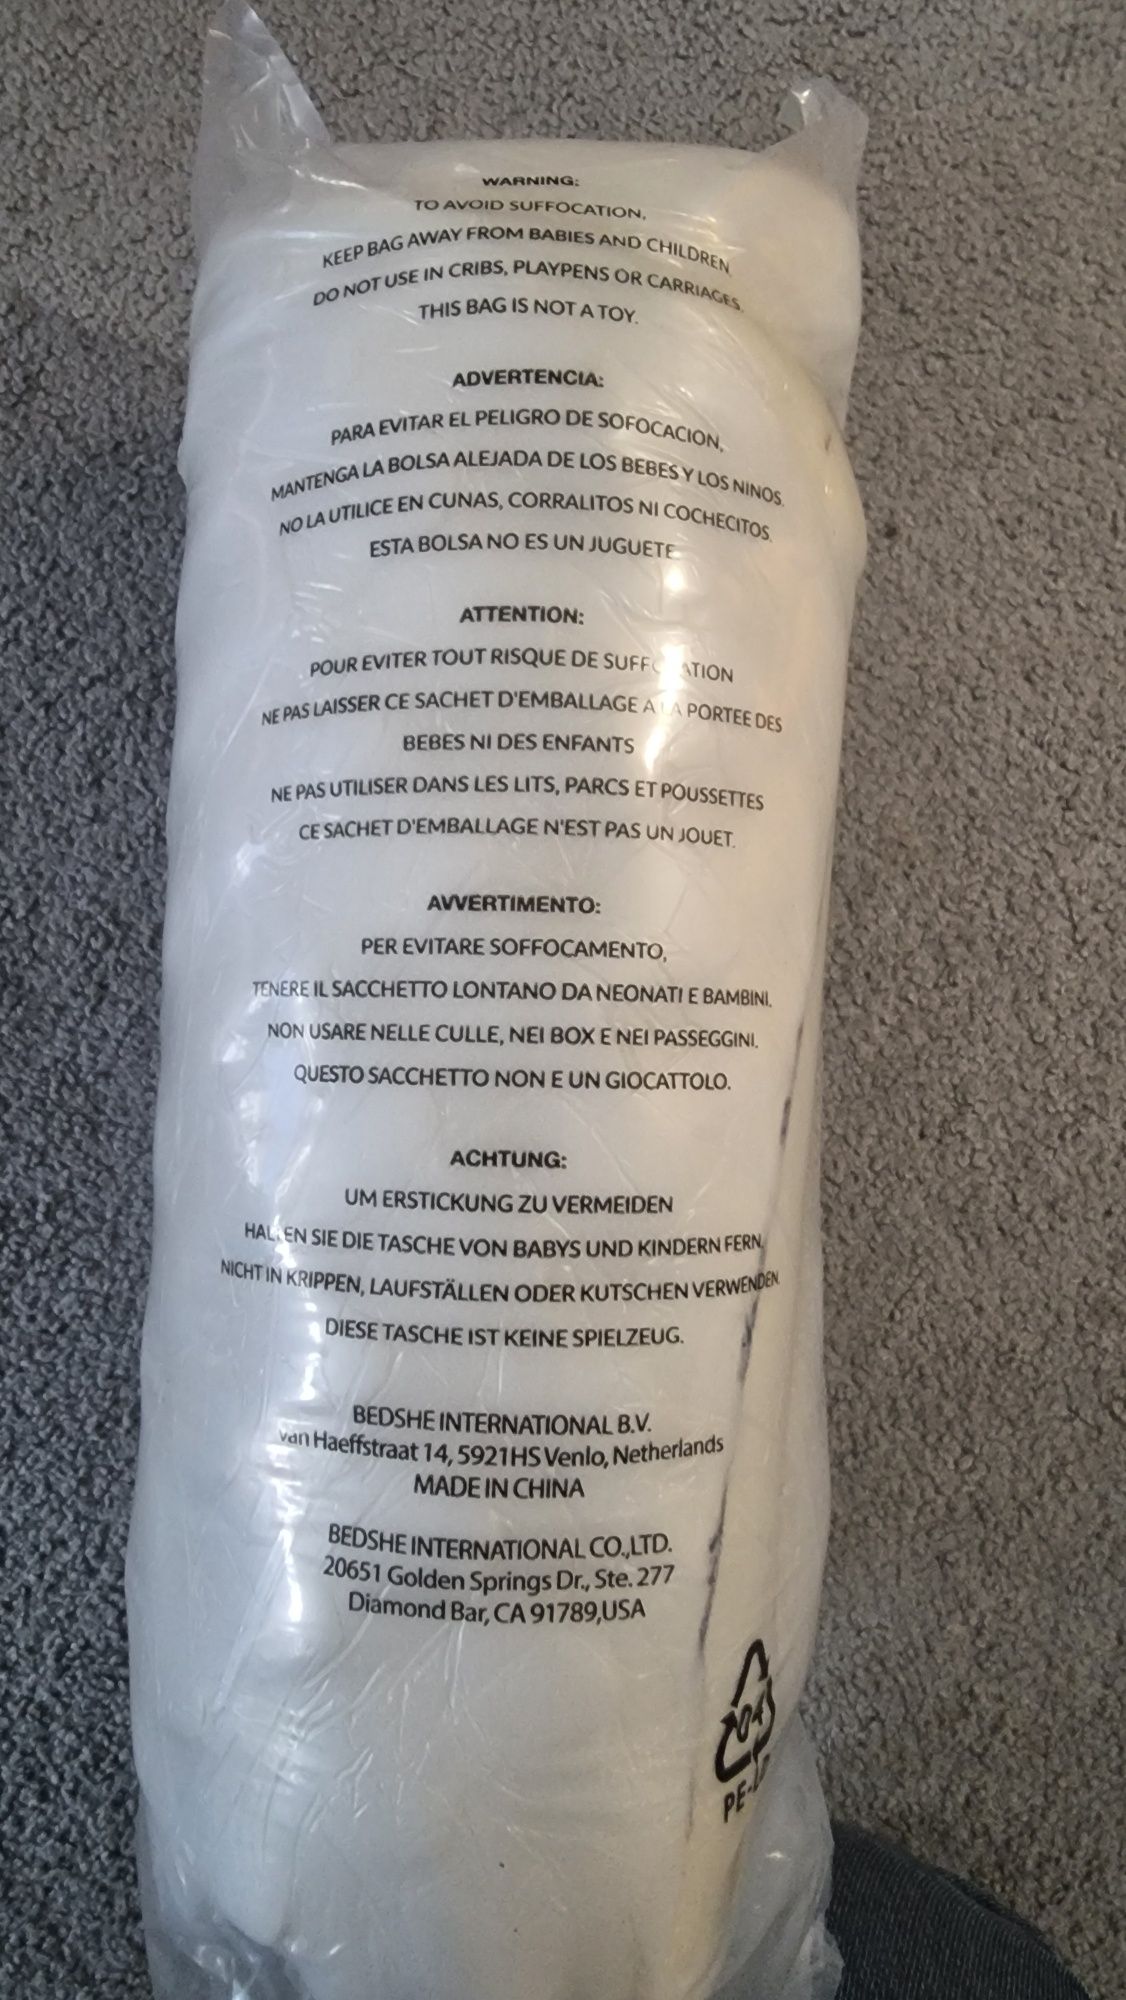 WARNING:
TO AVOID SUFFOCATION,
KEEP BAG AWAY FROM BABIES AND CHILDREN
DO NOT USE IN CRIBS, PLAYPENS OR CARRIAGES.
THIS BAG IS NOT A TOY.
ADVERTENCIA:
PARA EVITAR EL PELIGRO DE SOFOCACION,
MANTENGA LA BOLSA ALEJADA DE LOS BEBES Y LOS NINOS.
NO LA UTILICE EN CUNAS, CORRALITOS NI COCHECITOS.
ESTA BOLSA NO ES UN JUGUETE
ATTENTION:
POUR EVITER TOUT RISQUE DE
NE PAS LAISSER CE SACHET D'EMBALLAGE A LA PORTEE DES
BEBES NI DES ENFANTS
NE PAS UTILISER DANS LES LITS, PARCS ET POUSSETTES
CE SACHET D'EMBALLAGE N'EST PAS UN JOUET.
AVVERTIMENTO:
PER EVITARE SOFFOCAMENTO,
TENERE IL SACCHETTO LONTANO DA NEONATI E BAMBINI.
NON USARE NELLE CULLE, NEI BOX E NEI PASSEGGINI.
QUESTO SACCHETTO NON E UN GIOCATTOLO.
ACHTUNG:
UM ERSTICKUNG ZU VERMEIDEN
HALTEN SIE DIE TASCHE VON BABYS UND KINDERN FERN.
NICHT IN KRIPPEN, LAUFSTÄLLEN ODER KUTSCHEN VERWENDEN.
DIESE TASCHE IST KEINE SPIELZEUG.
BEDSHE INTERNATIONAL B.V.
van Haeffstraat 14, 5921HS Venlo, Netherlands
MADE IN CHINA
BEDSHE INTERNATIONAL CO.,LTD.
20651 Golden Springs Dr., Ste. 277
Diamond Bar, CA 91789,USA
04